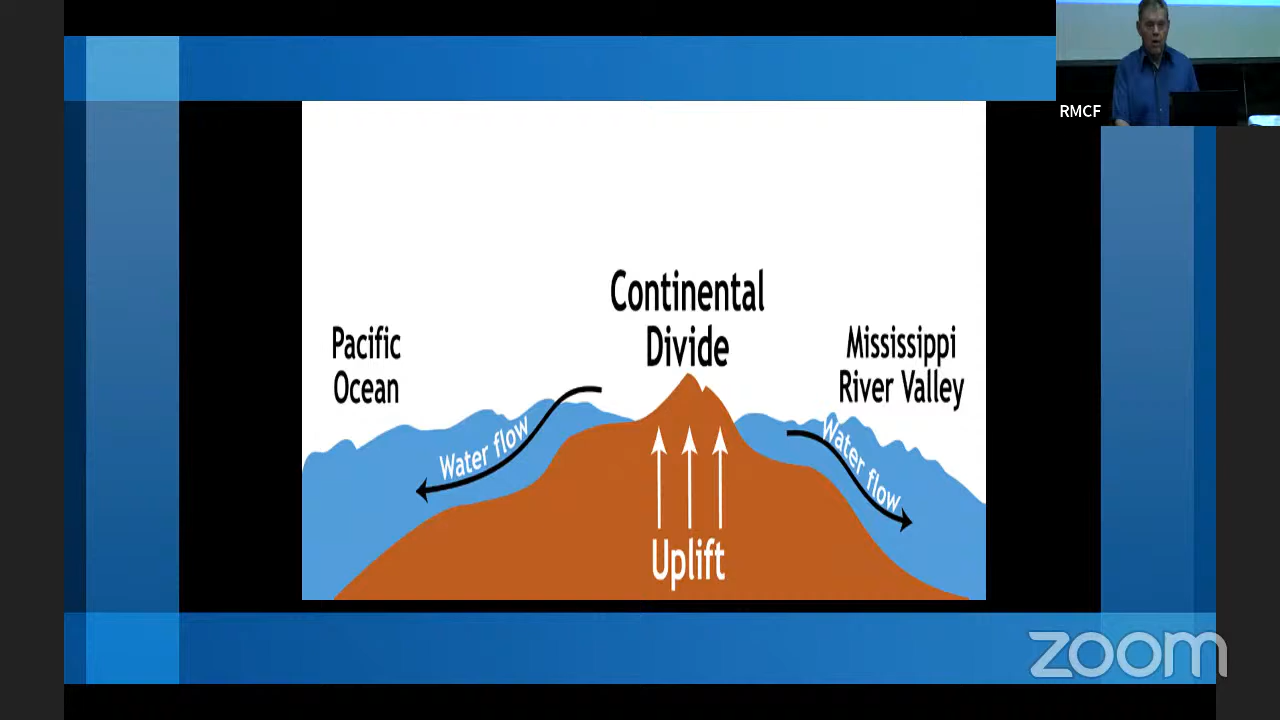 RMCF
Continental
Divide
Pacific
Ocean
Mississippi
River Valley
Water flow
Water flow
Uplift
zoom